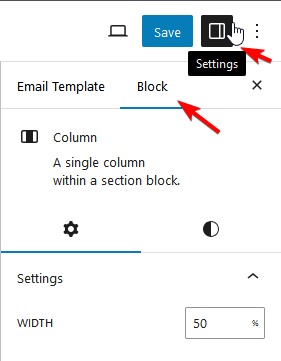 Save
Settings
Email Template Block
Column
A single column
within a section block.
Settings
WIDTH 50 %